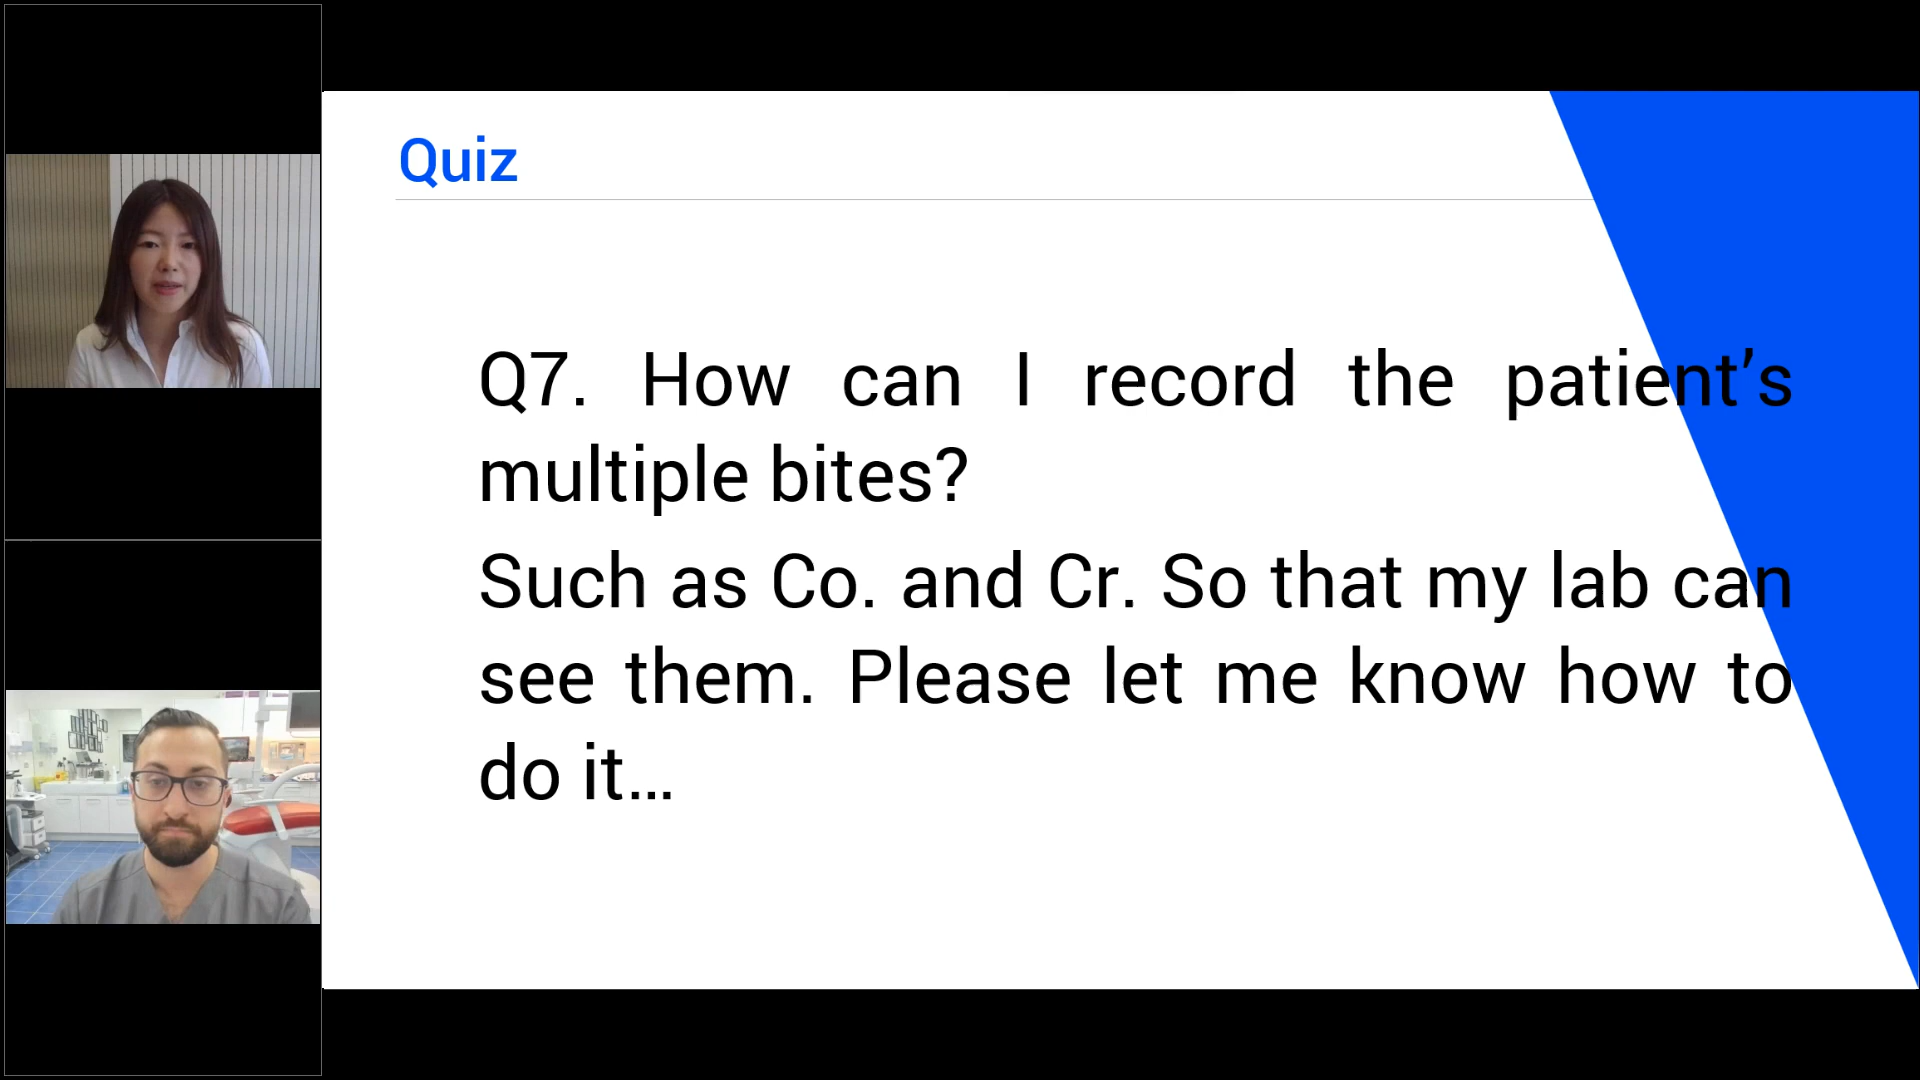 Quiz
Q7. How can I record the patient’s
multiple bites?
Such as Co. and Cr. So that my lab can
see them. Please let me know how to
do it…